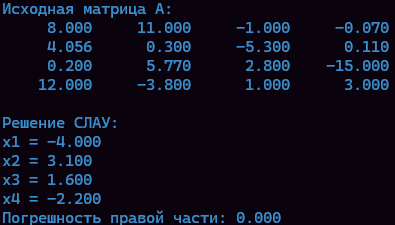 Исходная матрица A:
8.000 11.000 -1.000 -0.070
4.056 0.300 -5.300 0.110
0.200 5.770 2.800 -15.000
12.000 -3.800 1.000 3.000
Решение СЛАУ:
x1 = -4.000
x2 = 3.100
x3 = 1.600
x4 = -2.200
Погрешность правой части: 0.000